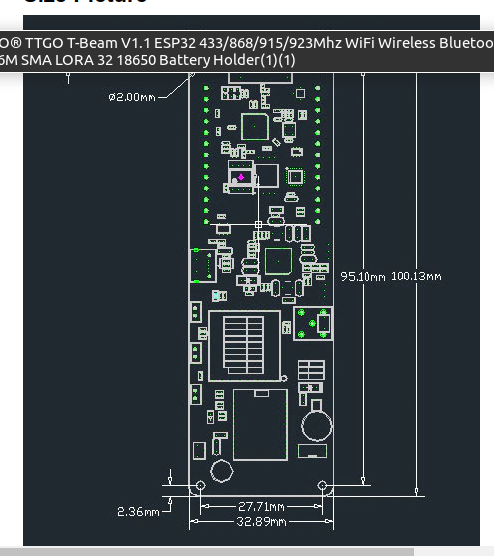 O® TTGO T-Beam V1.1 ESP32 433/868/915/923Mhz WiFi Wireless Bluetoo
6M SMA LORA 32 18650 Battery Holder(1)(1)
ø2.00mm
95.10mm 100.13mm
2.36mm
27.71mm
32.89mm